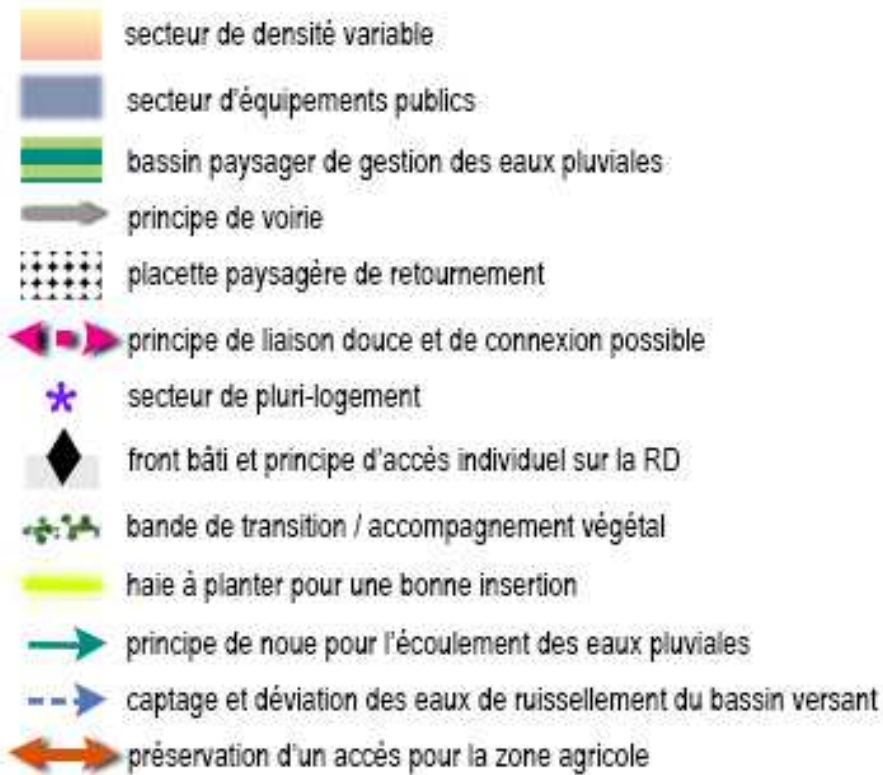 secteur de densité variable
secteur d'équipements publics
bassin paysager de gestion des eaux pluviales
principe de voirie
placette paysagère de retournement
principe de liaison douce et de connexion possible
secteur de pluri-logement
front bâti et principe d'accès individuel sur la RD
bande de transition / accompagnement végétal
haie à planter pour une bonne insertion
principe de noue pour l'écoulement des eaux pluviales
captage et déviation des eaux de ruissellement du bassin versant
préservation d'un accès pour la zone agricole